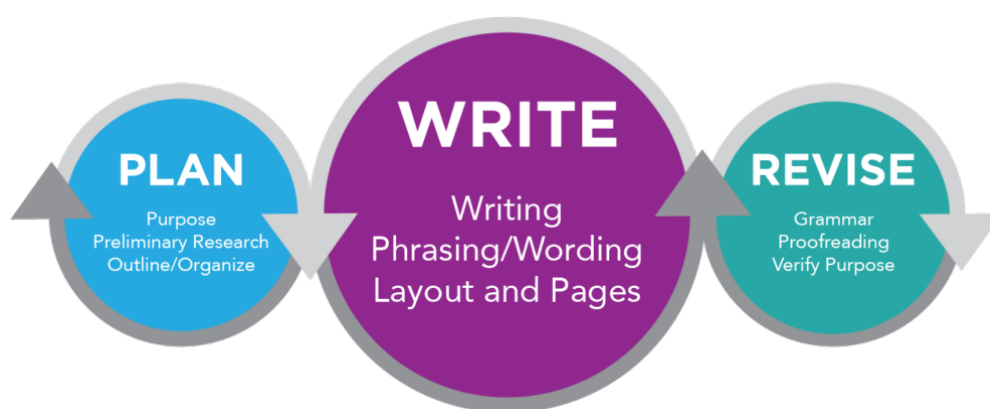 PLAN
Purpose
Preliminary Research
Outline/Organize
WRITE
Writing
Phrasing/Wording
Layout and Pages
REVISE
Grammar
Proofreading
Verify Purpose